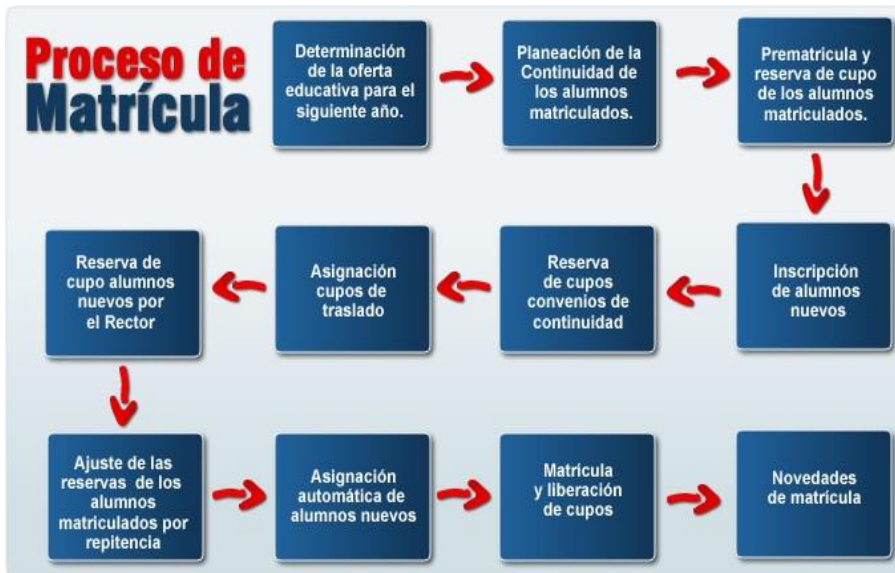 Proceso de
Matrícula
Determinación
de la oferta
educativa para el
siguiente año.
Planeación de la
Continuidad de
los alumnos
matriculados.
Prematricula y
reserva de cupo
de los alumnos
matriculados.
Inscripción
de alumnos
nuevos
Reserva
de cupos
convenios de
continuidad
Asignación
cupos de
traslado
Reserva de
cupo alumnos
nuevos por
el Rector
Ajuste de las
reservas de los
alumnos
matriculados por
repitencia
Asignación
automática de
alumnos nuevos
Matrícula
y liberación
de cupos
Novedades
de matrícula